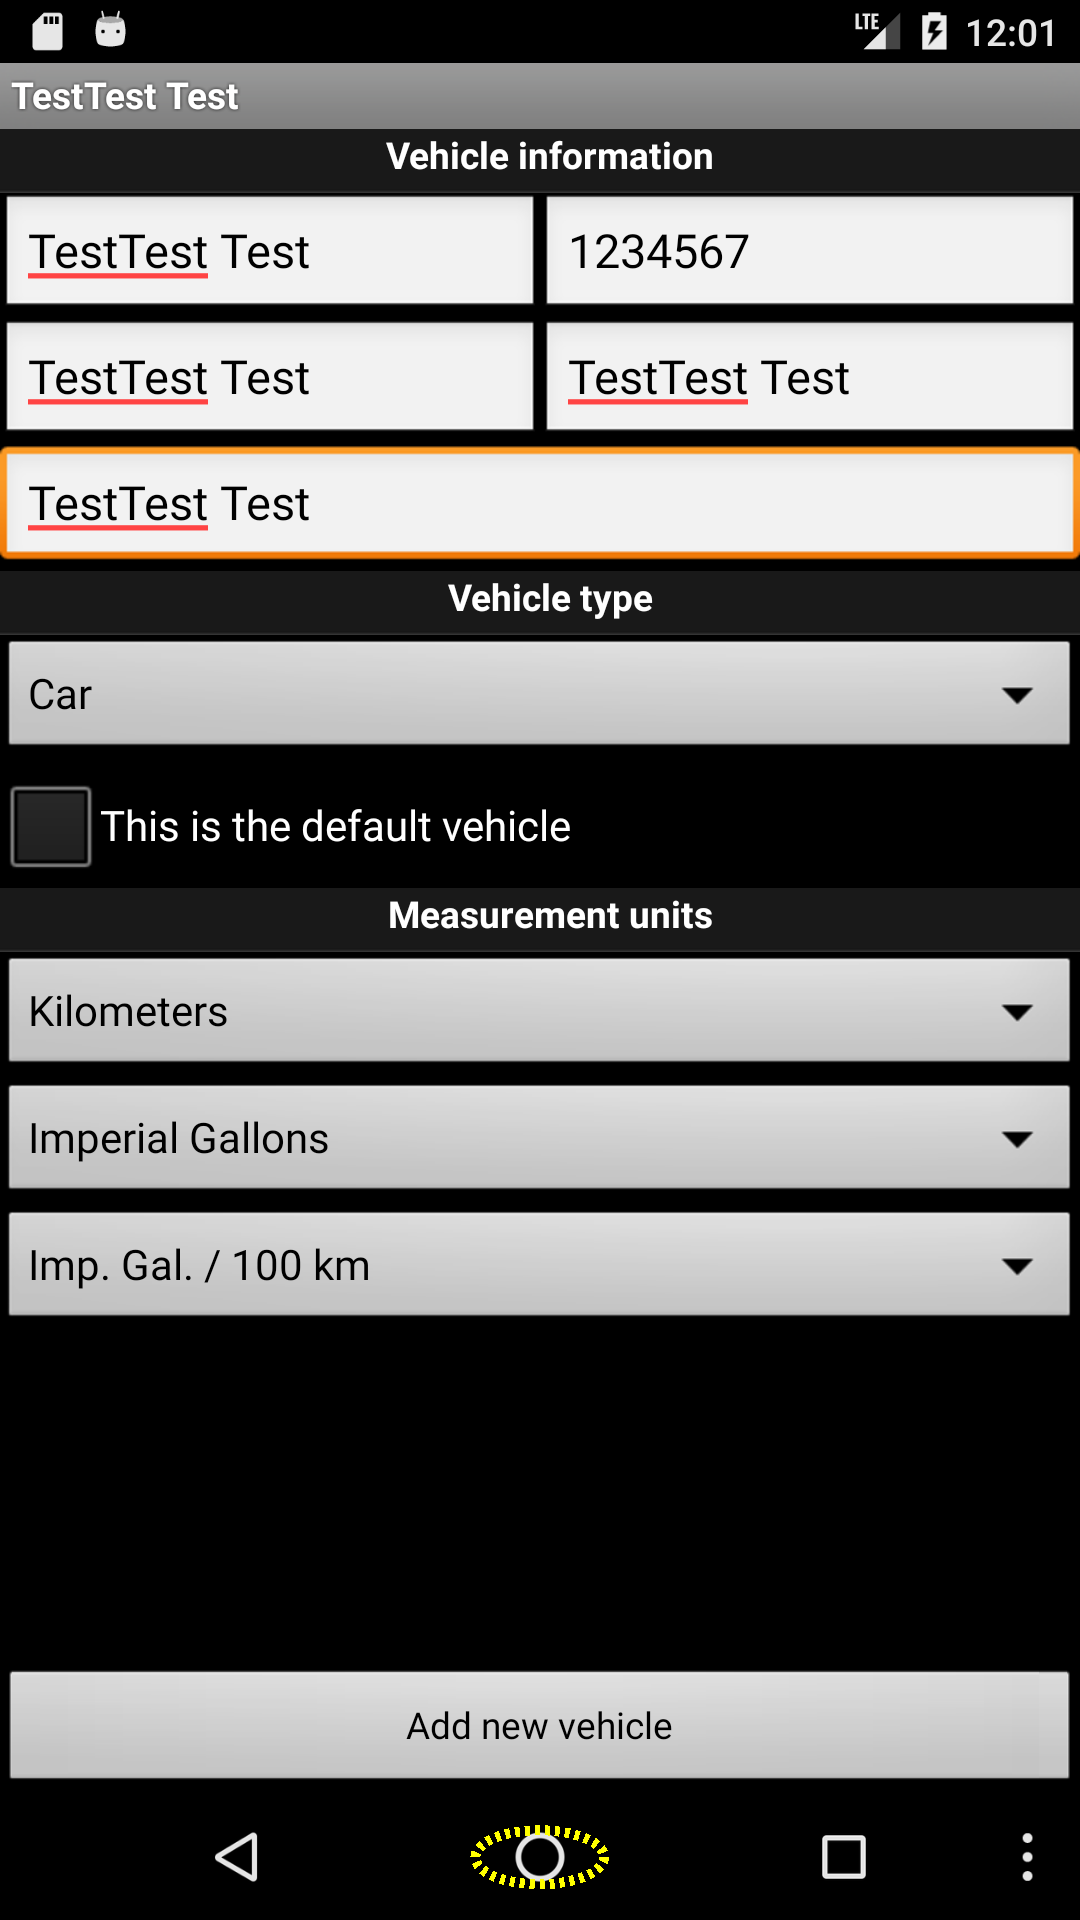 LTE 12:01
TestTest Test
Vehicle information
TestTest Test 1234567
TestTest Test TestTest Test
TestTest Test
Vehicle type
Car
This is the default vehicle
Measurement units
Kilometers
Imperial Gallons
Imp. Gal. / 100 km
Add new vehicle